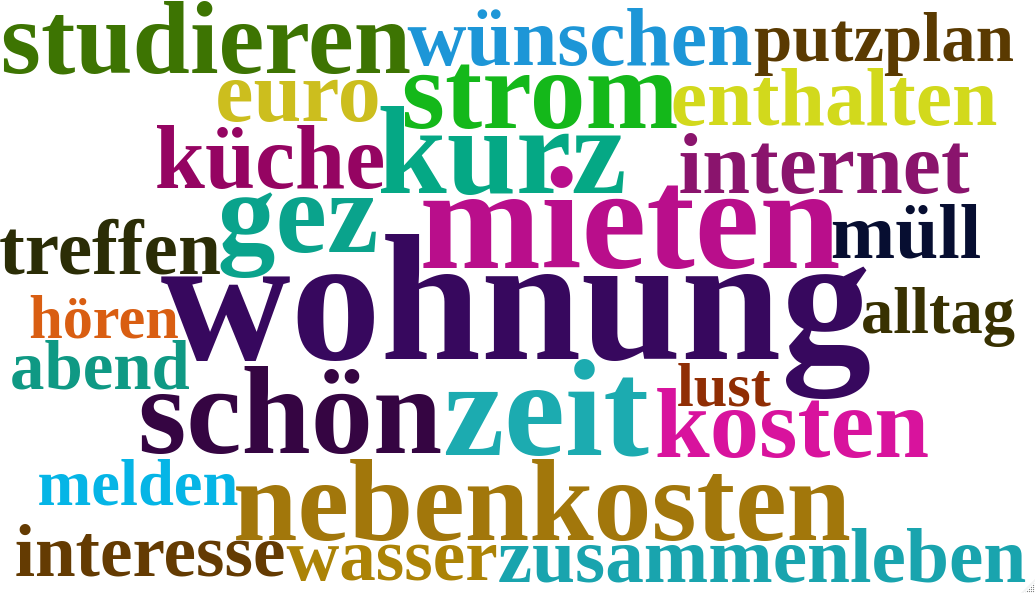 studieren wünschen putzplan
euro strom enthalten
küche kurz internet
gez mieten müll
treffen
wohnung
hören alltag
abend
schön zeit lust
kosten
melden nebenkosten
interesse wasser zusammenleben